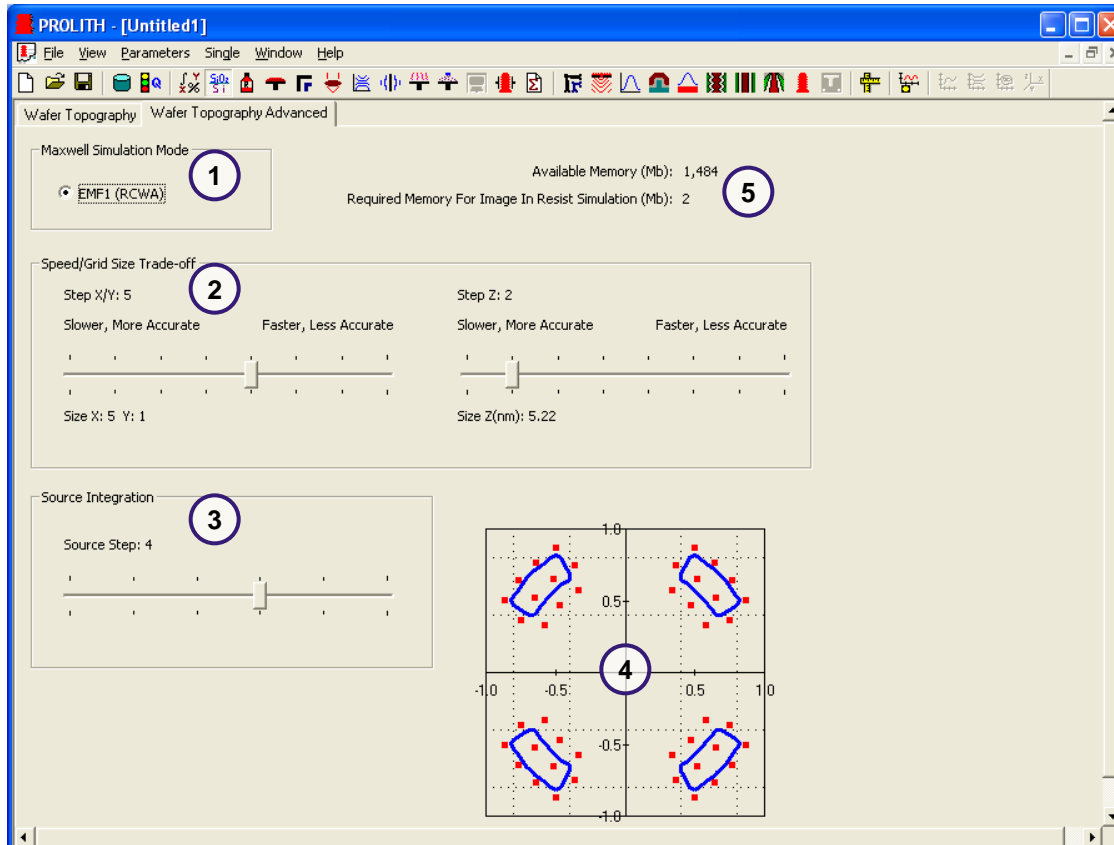 PROLITH - [Untitled1]
File View Parameters Single Window Help
Wafer Topography Wafer Topography Advanced
Maxwell Simulation Mode
1
EMF1 (RCWA)
Available Memory (Mb): 1,484
Required Memory For Image In Resist Simulation (Mb): 2
5
Speed/Grid Size Trade-off
2
Step X/Y: 5
Slower, More Accurate Faster, Less Accurate
Size X: 5 Y: 1
Step Z: 2
Slower, More Accurate Faster, Less Accurate
Size Z(nm): 5.22
Source Integration
3
Source Step: 4
1.0
0.5
4
-1.0 -0.5 0.5 1.0
-0.5
-1.0